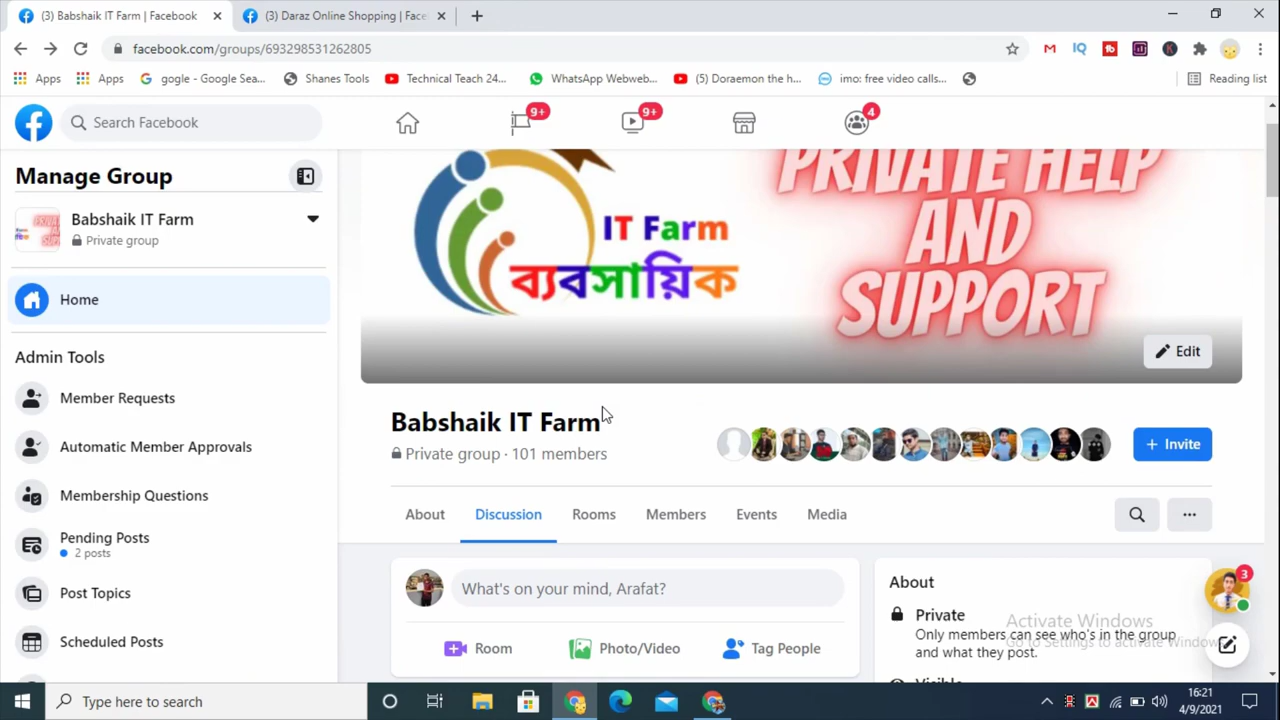 (3) Babshaik IT Farm | Facebook
(3) Daraz Online Shopping | Face
facebook.com/groups/693298531262805
Apps
Apps
gogle - Google Sea...
Shanes Tools
Technical Teach 24...
WhatsApp Webweb...
(5) Doraemon the h...
imo: free video calls...
Reading list
Search Facebook
9+
9+
4
Manage Group
Babshaik IT Farm
Private group
Home
Admin Tools
Member Requests
Automatic Member Approvals
Membership Questions
Pending Posts
2 posts
Post Topics
Scheduled Posts
IT Farm
ব্যবসায়িক
PRIVATE HELP
AND
SUPPORT
Edit
Babshaik IT Farm
Private group · 101 members
+ Invite
About
Discussion
Rooms
Members
Events
Media
What's on your mind, Arafat?
Room
Photo/Video
Tag People
About
Private
Only members can see who's in the group
and what they post.
3
Activate Windows
Go to Settings to activate Window
Type here to search
16:21
4/9/2021